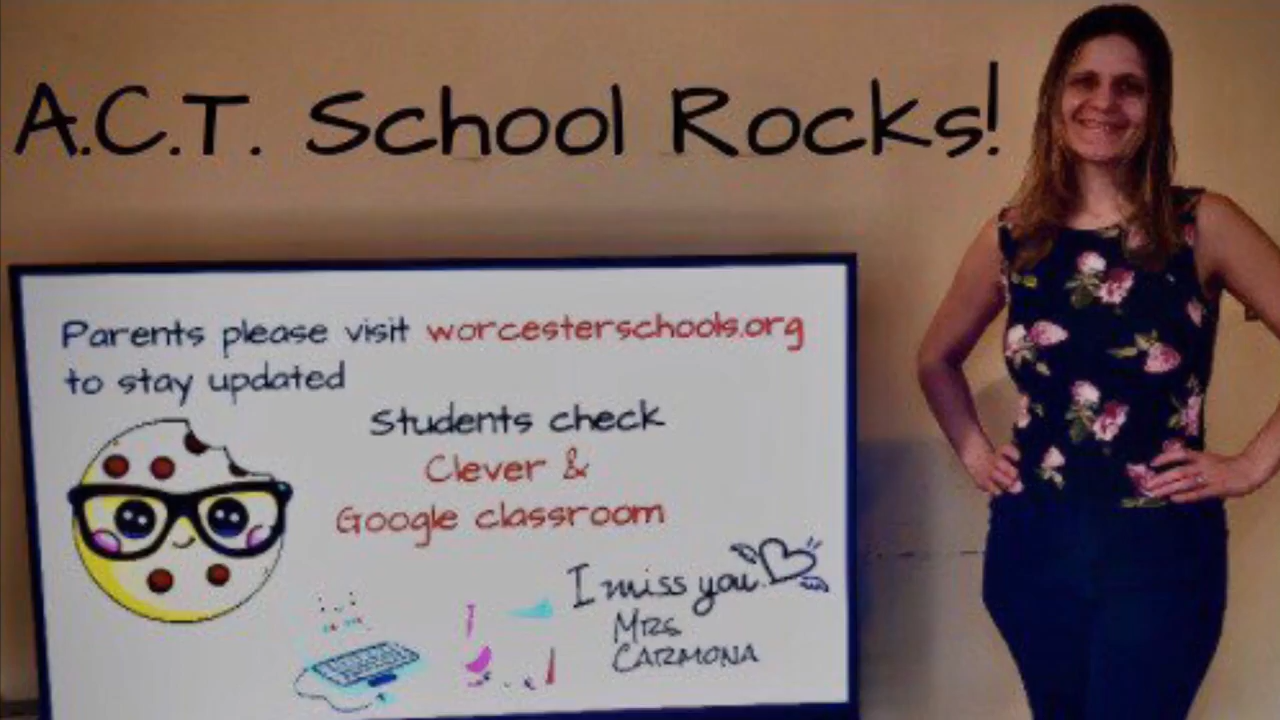 A.C.T. School Rocks!
Parents please visit worcesterschools.org
to stay updated
Students check
Clever &
Google classroom
I miss you
Mrs
Carmona